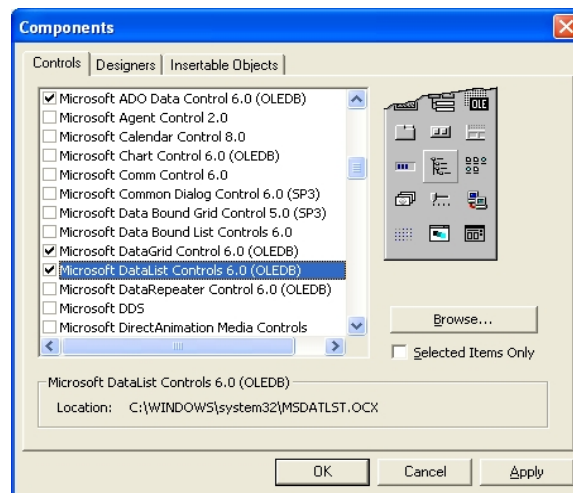 Components
Controls
Designers
Insertable Objects
Microsoft ADO Data Control 6.0 (OLEDB)
Microsoft Agent Control 2.0
Microsoft Calendar Control 8.0
Microsoft Chart Control 6.0 (OLEDB)
Microsoft Comm Control 6.0
Microsoft Common Dialog Control 6.0 (SP3)
Microsoft Data Bound Grid Control 5.0 (SP3)
Microsoft Data Bound List Controls 6.0
Microsoft DataGrid Control 6.0 (OLEDB)
Microsoft DataList Controls 6.0 (OLEDB)
Microsoft DataRepeater Control 6.0 (OLEDB)
Microsoft DDS
Microsoft DirectAnimation Media Controls
OLE
Browse...
Selected Items Only
Microsoft DataList Controls 6.0 (OLEDB)
Location: C:\WINDOWS\system32\MSDATLST.OCX
OK
Cancel
Apply